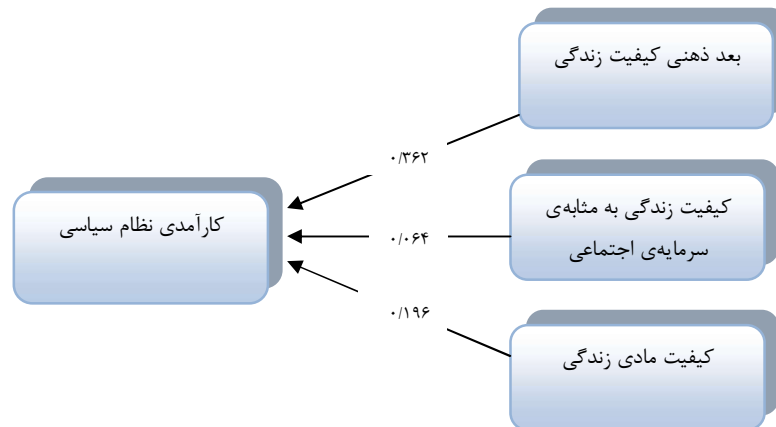 بعد ذهنی کیفیت زندگی
۰/۳۶۲
کیفیت زندگی به مثابه‌ی
سرمایه‌ی اجتماعی
کارآمدی نظام سیاسی
۰/۰۶۴
۰/۱۹۶
کیفیت مادی زندگی